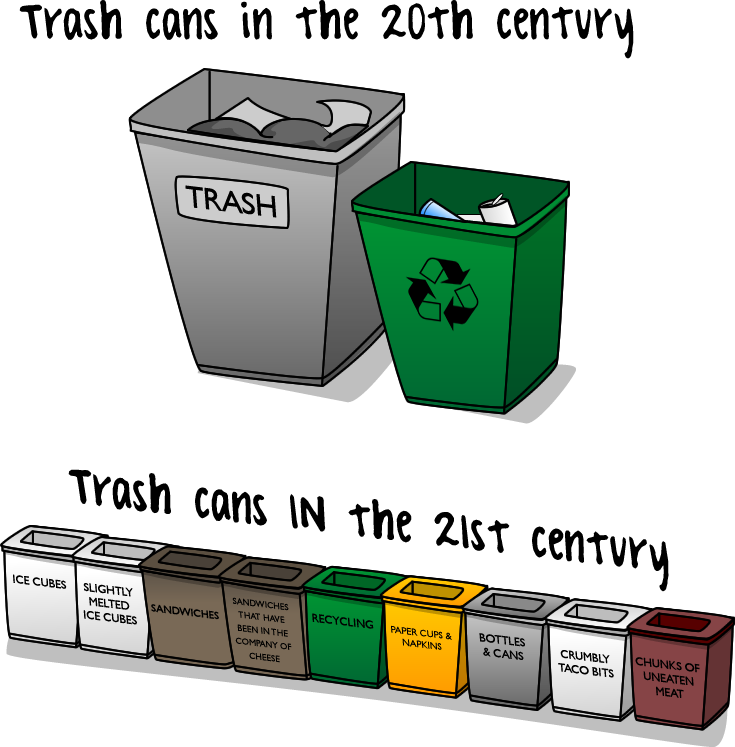 Trash cans in the 20th century
TRASH
Trash cans IN the 21st century
ICE CUBES
SLIGHTLY
MELTED
ICE CUBES
SANDWICHES
SANDWICHES
THAT HAVE
BEEN IN THE
COMPANY OF
CHEESE
RECYCLING
PAPER CUPS &
NAPKINS
BOTTLES
& CANS
CRUMBLY
TACO BITS
CHUNKS OF
UNEATEN
MEAT